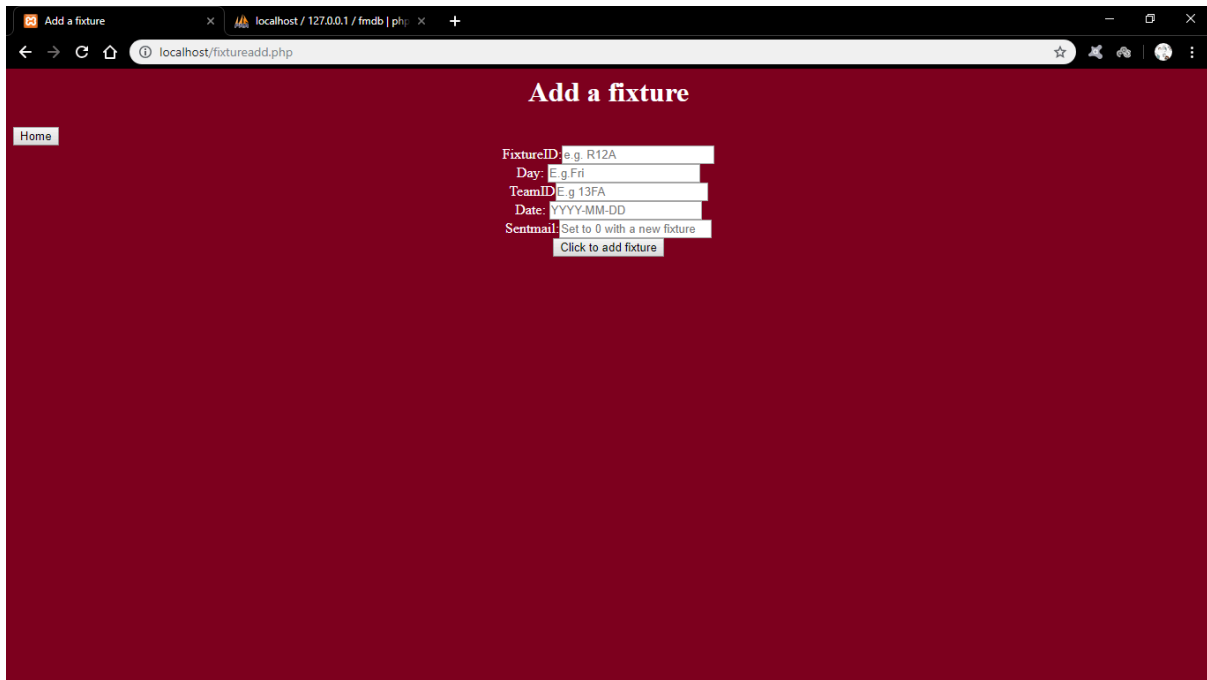 Add a fixture
localhost / 127.0.0.1 / fmdb | php
localhost/fixtureadd.php
Add a fixture
Home
FixtureID:e.g. R12A
Day: E.g.Fri
TeamIDE.g 13FA
Date: YYYY-MM-DD
Sentmail:Set to 0 with a new fixture
Click to add fixture